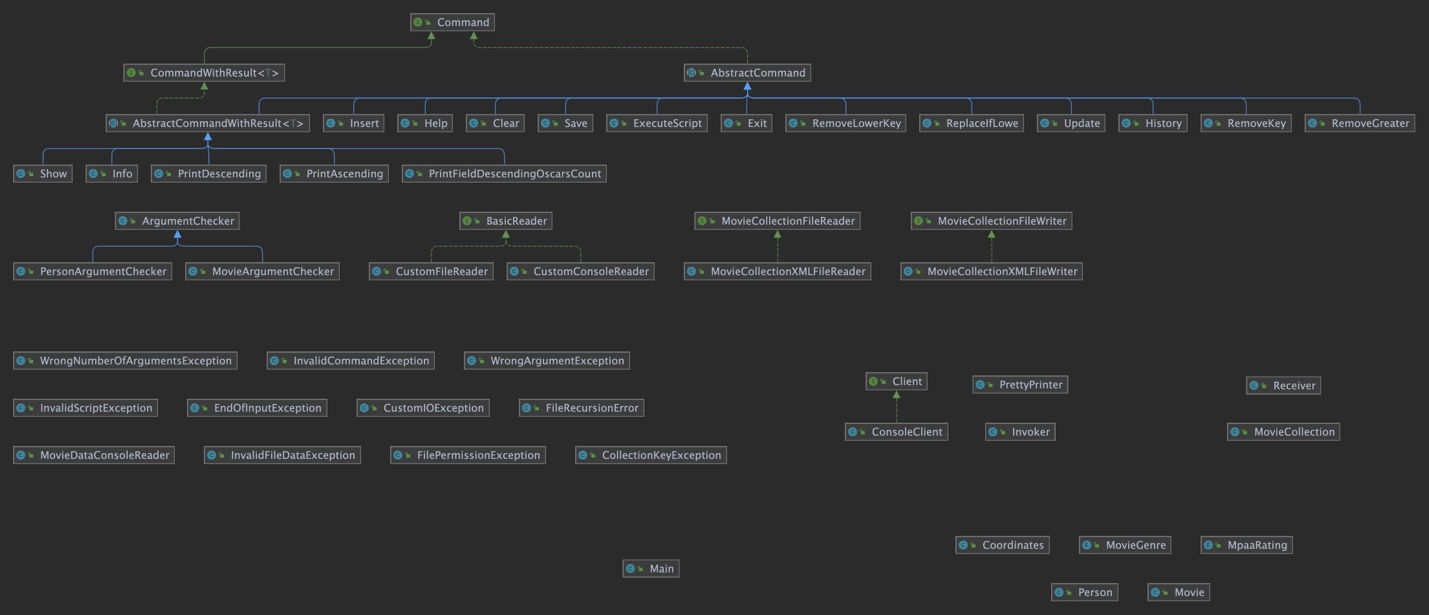 Command
CommandWithResult<T>
AbstractCommand
AbstractCommandWithResult<T>
Insert
Help
Clear
Save
ExecuteScript
Exit
RemoveLowerKey
ReplaceIfLowe
Update
History
RemoveKey
RemoveGreater
Show
Info
PrintDescending
PrintAscending
PrintFieldDescendingOscarsCount
ArgumentChecker
BasicReader
MovieCollectionFileReader
MovieCollectionFileWriter
PersonArgumentChecker
MovieArgumentChecker
CustomFileReader
CustomConsoleReader
MovieCollectionXMLFileReader
MovieCollectionXMLFileWriter
WrongNumberOfArgumentsException
InvalidCommandException
WrongArgumentException
Client
PrettyPrinter
Receiver
InvalidScriptException
EndOfInputException
CustomIOException
FileRecursionError
ConsoleClient
Invoker
MovieCollection
MovieDataConsoleReader
InvalidFileDataException
FilePermissionException
CollectionKeyException
Coordinates
MovieGenre
MpaaRating
Main
Person
Movie